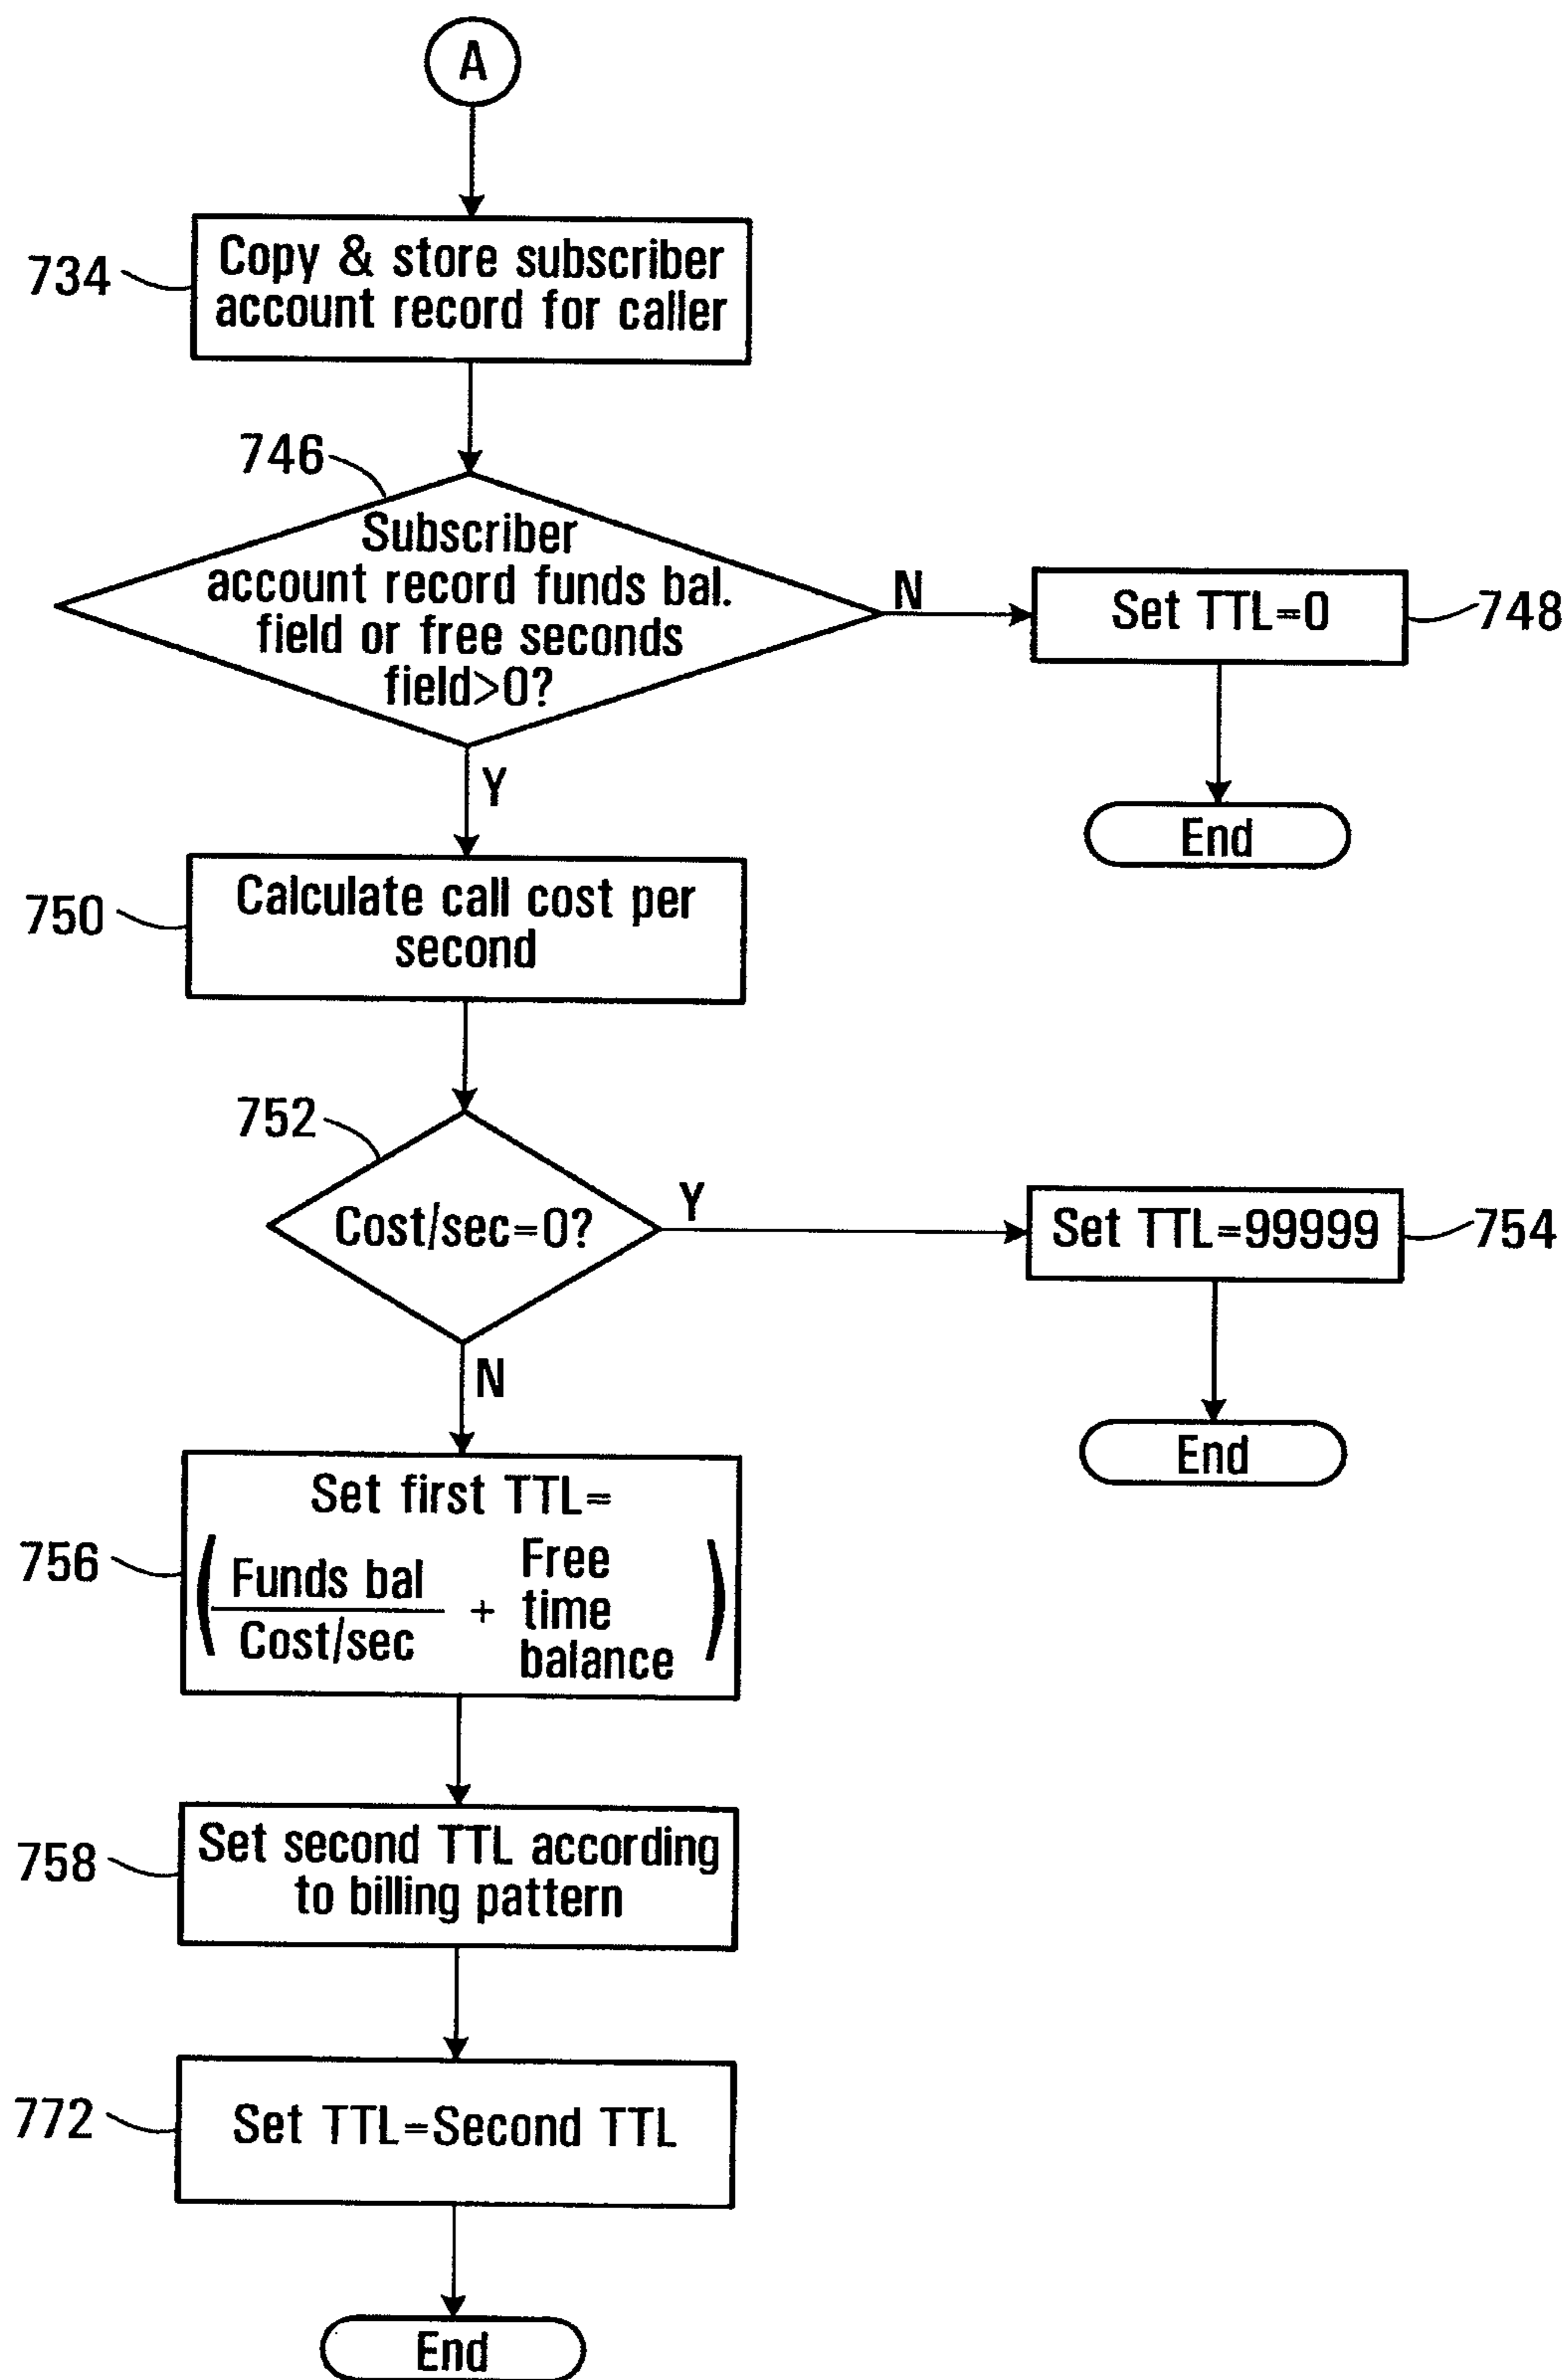 A
734
Copy & store subscriber
account record for caller
746
Subscriber
account record funds bal.
field or free seconds
field>0?
N
Set TTL=0
748
End
Y
750
Calculate call cost per
second
752
Cost/sec=0?
Y
Set TTL=99999
754
End
N
756
Set first TTL=
( Funds bal
Cost/sec
+
Free
time
balance )
758
Set second TTL according
to billing pattern
772
Set TTL=Second TTL
End